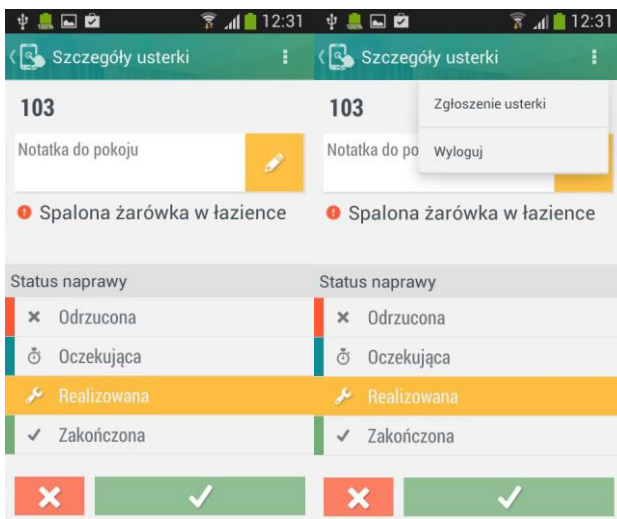 12:31
Szczegóły usterki
103
Notatka do pokoju
Spalona żarówka w łazience
Status naprawy
Odrzucona
Oczekująca
Realizowana
Zakończona
12:31
Szczegóły usterki
Zgłoszenie usterki
Wyloguj
103
Notatka do po
Spalona żarówka w łazience
Status naprawy
Odrzucona
Oczekująca
Realizowana
Zakończona